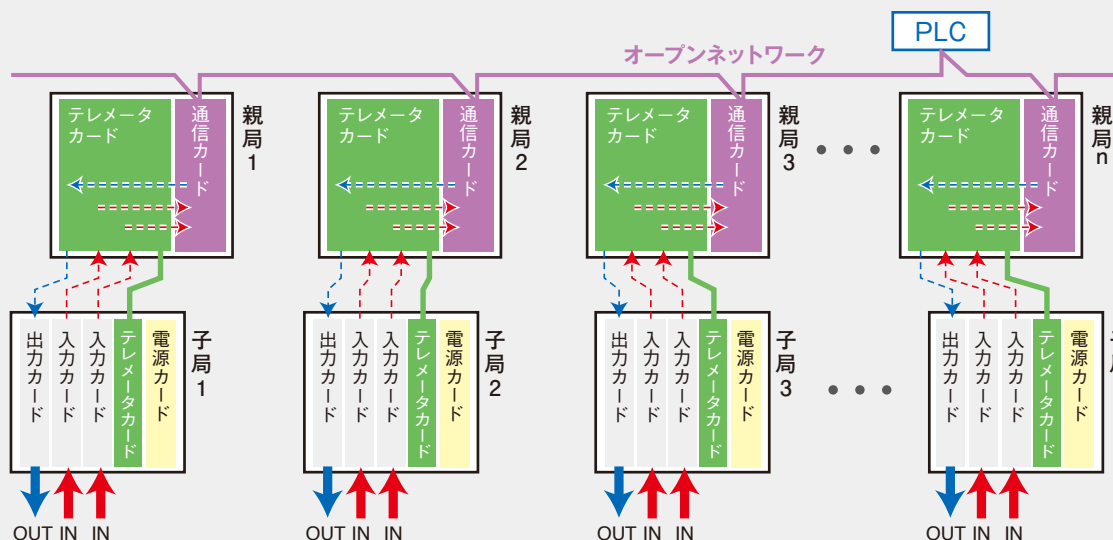 PLC
オープンネットワーク
テレメータ
カード
通信カード
親局1
テレメータ
カード
通信カード
親局2
テレメータ
カード
通信カード
親局3
テレメータ
カード
通信カード
親局n
出力カード
入力カード
入力カード
テレメータカード
電源カード
子局1
出力カード
入力カード
入力カード
テレメータカード
電源カード
子局2
出力カード
入力カード
入力カード
テレメータカード
電源カード
子局3
出力カード
入力カード
入力カード
テレメータカード
電源カード
OUT IN IN
OUT IN IN
OUT IN IN
OUT IN IN